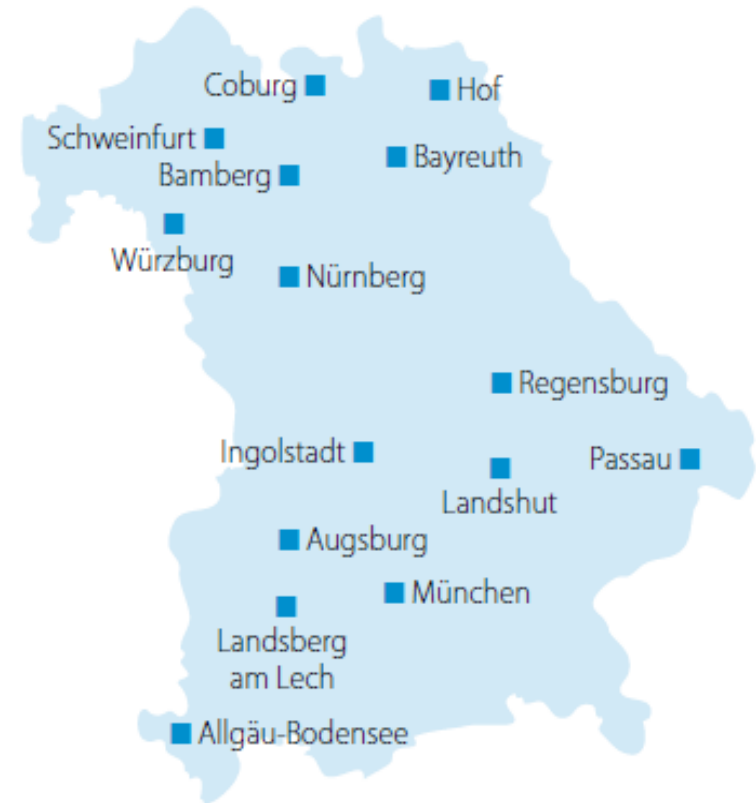 Coburg
Hof
Schweinfurt
Bayreuth
Bamberg
Würzburg
Nürnberg
Regensburg
Ingolstadt
Passau
Landshut
Augsburg
München
Landsberg
am Lech
Allgäu-Bodensee